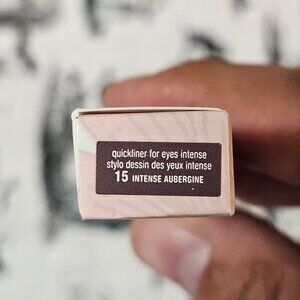 quickliner for eyes intense
stylo dessin des yeux intense
15 INTENSE AUBERGINE